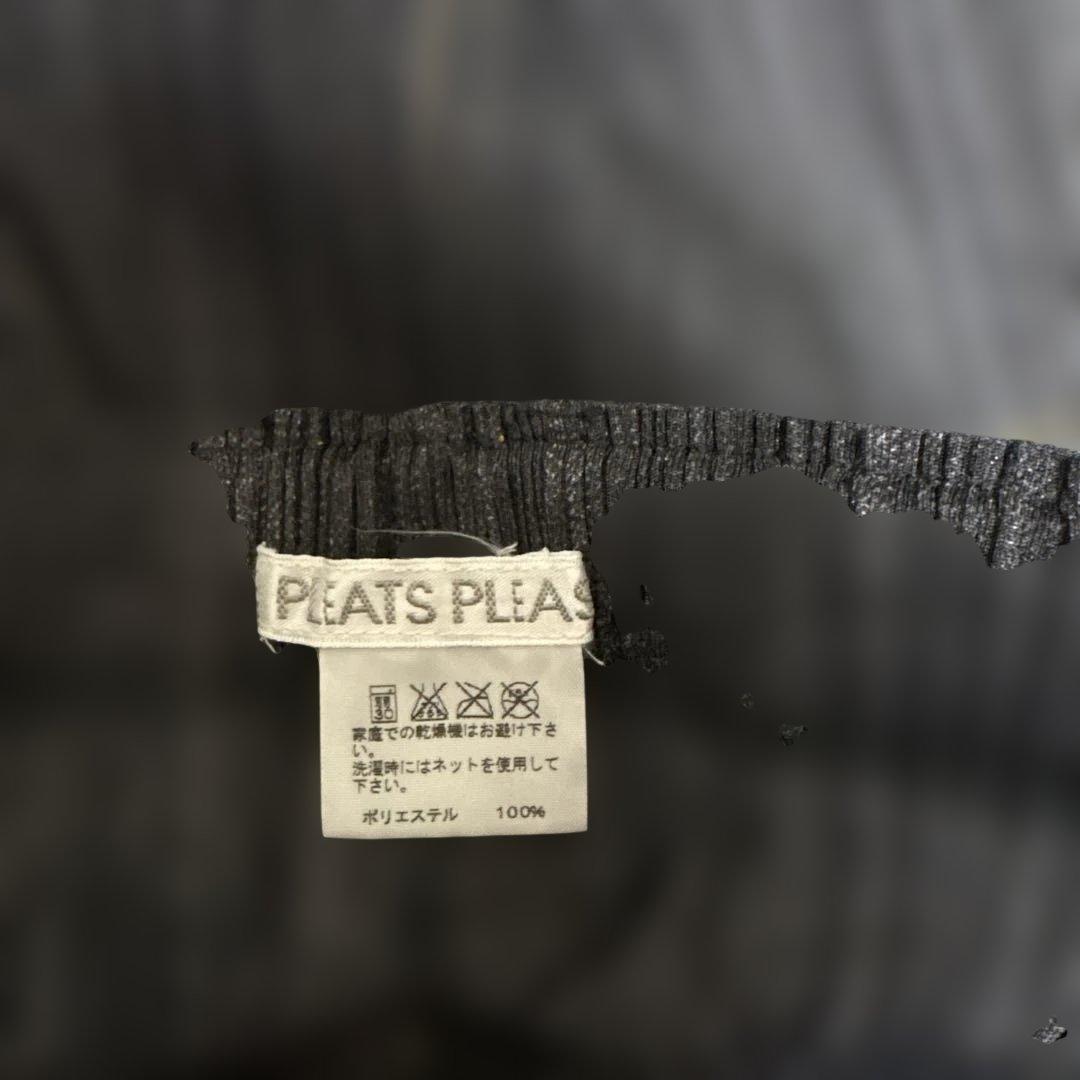 PLEATS PLEAS
家庭での乾燥機はお避け下さ
い。
洗濯時にはネットを使用して
下さい。
ポリエステル 100%